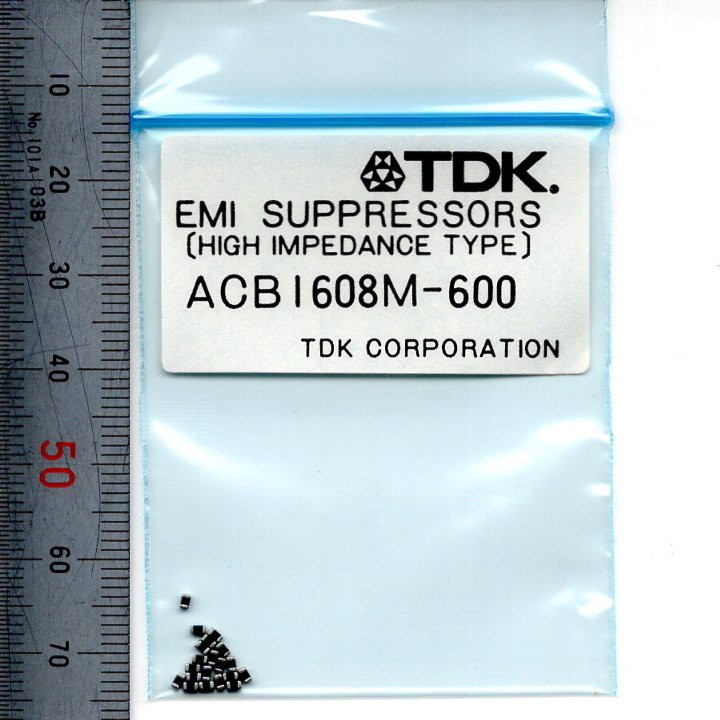 10
No.101A 03B
20
30
40
50
60
70
TDK.
EMI SUPPRESSORS
(HIGH IMPEDANCE TYPE)
ACB1608M-600
TDK CORPORATION